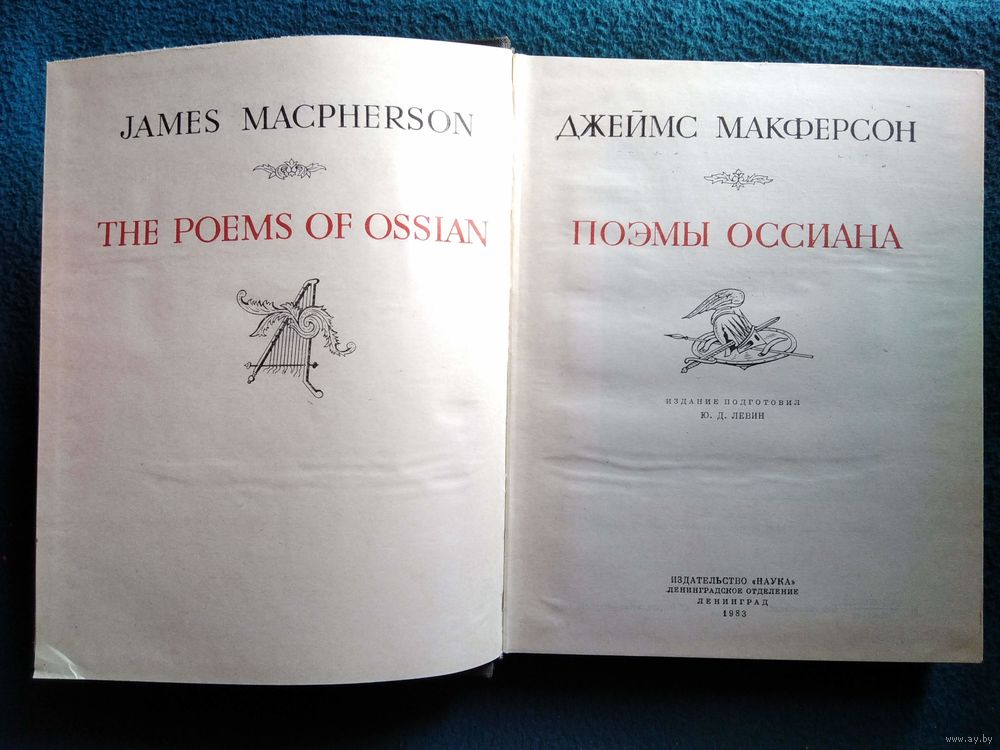 JAMES MACPHERSON
THE POEMS OF OSSIAN
ДЖЕЙМС МАКФЕРСОН
ПОЭМЫ ОССИАНА
ИЗДАНИЕ ПОДГОТОВИЛ
Ю. Д. ЛЕВИН
ИЗДАТЕЛЬСТВО «НАУКА»
ЛЕНИНГРАДСКОЕ ОТДЕЛЕНИЕ
ЛЕНИНГРАД
1983
www.ay.by